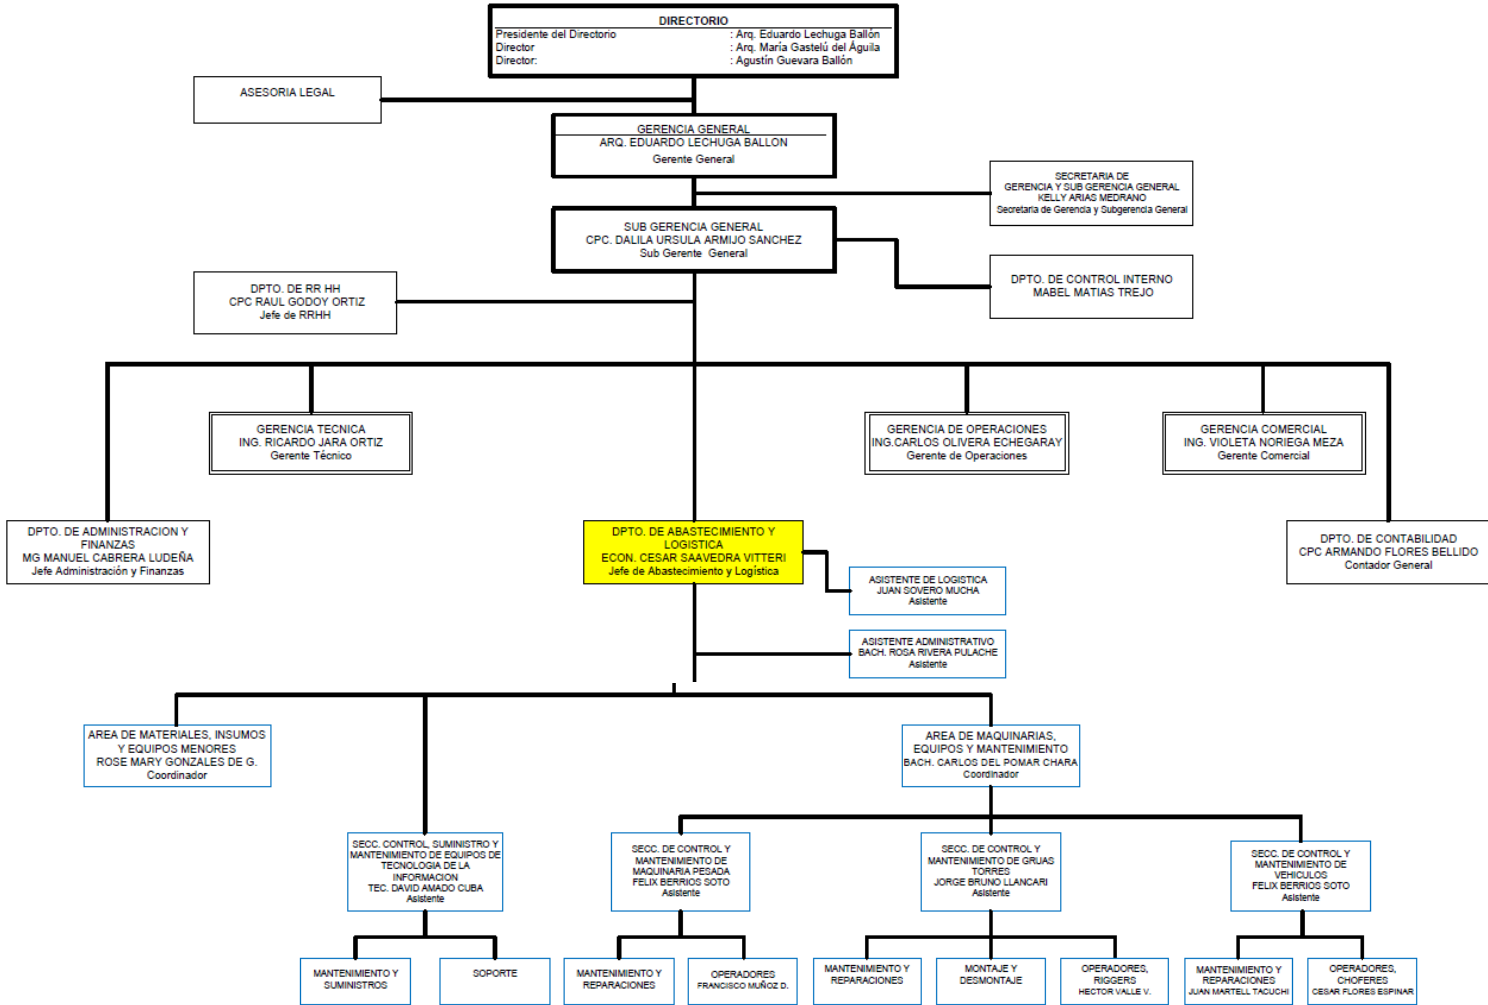 DIRECTORIO
Presidente del Directorio : Arq. Eduardo Lechuga Ballón
Director : Arq. María Gastelú del Águila
Director: : Agustín Guevara Ballón
ASESORIA LEGAL
GERENCIA GENERAL
ARQ. EDUARDO LECHUGA BALLON
Gerente General
SECRETARIA DE
GERENCIA Y SUB GERENCIA GENERAL
KELLY ARIAS MEDRANO
Secretaria de Gerencia y Subgerencia General
SUB GERENCIA GENERAL
CPC. DALILA URSULA ARMIJO SANCHEZ
Sub Gerente General
DPTO. DE RR HH
CPC RAUL GODOY ORTIZ
Jefe de RRHH
DPTO. DE CONTROL INTERNO
MABEL MATIAS TREJO
GERENCIA TECNICA
ING. RICARDO JARA ORTIZ
Gerente Técnico
GERENCIA DE OPERACIONES
ING.CARLOS OLIVERA ECHEGARAY
Gerente de Operaciones
GERENCIA COMERCIAL
ING. VIOLETA NORIEGA MEZA
Gerente Comercial
DPTO. DE ADMINISTRACION Y
FINANZAS
MG MANUEL CABRERA LUDEÑA
Jefe Administración y Finanzas
DPTO. DE ABASTECIMIENTO Y
LOGISTICA
ECON. CESAR SAAVEDRA VITTERI
Jefe de Abastecimiento y Logística
DPTO. DE CONTABILIDAD
CPC ARMANDO FLORES BELLIDO
Contador General
ASISTENTE DE LOGISTICA
JUAN SOVERO MUCHA
Asistente
ASISTENTE ADMINISTRATIVO
BACH. ROSA RIVERA PULACHE
Asistente
AREA DE MATERIALES, INSUMOS
Y EQUIPOS MENORES
ROSE MARY GONZALES DE G.
Coordinador
AREA DE MAQUINARIAS,
EQUIPOS Y MANTENIMIENTO
BACH. CARLOS DEL POMAR CHARA
Coordinador
SECC. CONTROL, SUMINISTRO Y
MANTENIMIENTO DE EQUIPOS DE
TECNOLOGIA DE LA
INFORMACION
TEC. DAVID AMADO CUBA
Asistente
SECC. DE CONTROL Y
MANTENIMIENTO DE
MAQUINARIA PESADA
FELIX BERRIOS SOTO
Asistente
SECC. DE CONTROL Y
MANTENIMIENTO DE GRUAS
TORRES
JORGE BRUNO LLANCARI
Asistente
SECC. DE CONTROL Y
MANTENIMIENTO DE
VEHICULOS
FELIX BERRIOS SOTO
Asistente
MANTENIMIENTO Y
SUMINISTROS
SOPORTE
MANTENIMIENTO Y
REPARACIONES
OPERADORES
FRANCISCO MUÑOZ D.
MANTENIMIENTO Y
REPARACIONES
MONTAJE Y
DESMONTAJE
OPERADORES,
RIGGERS
HECTOR VALLE V.
MANTENIMIENTO Y
REPARACIONES
JUAN MARTELL TACUCHI
OPERADORES,
CHOFERES
CESAR FLORES ESPINAR